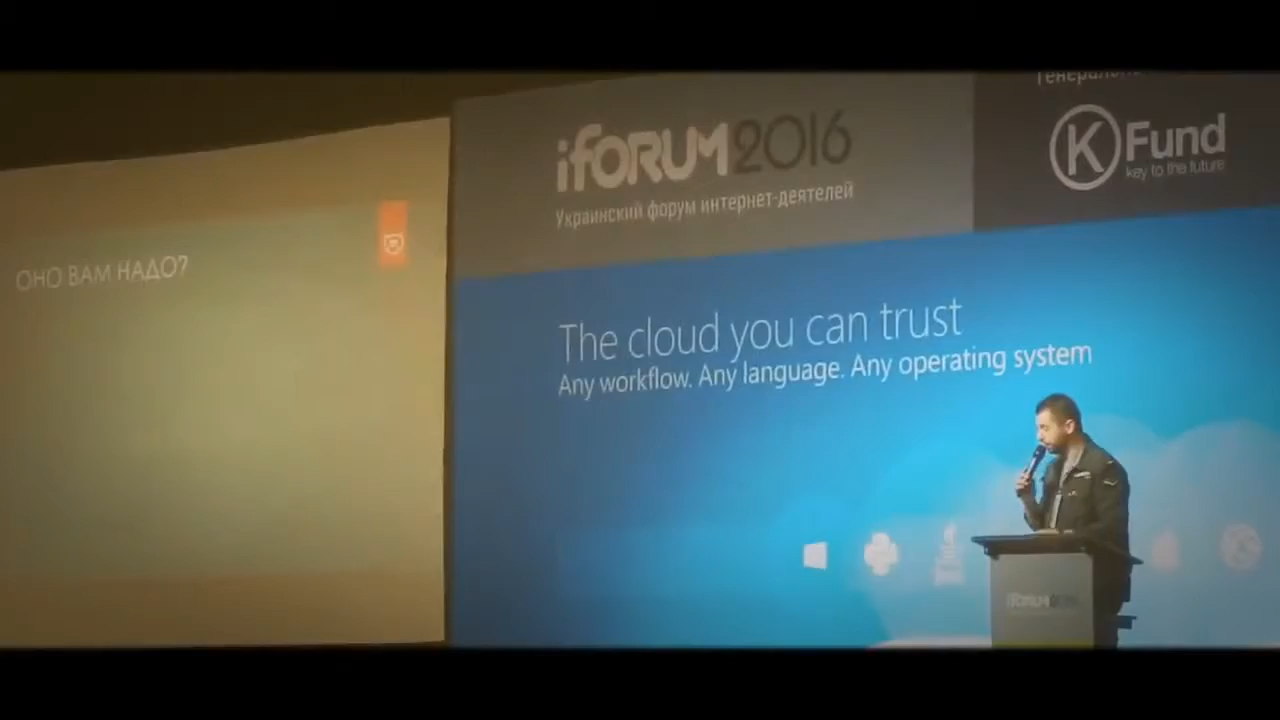 ОНО ВАМ НАДО?
iFORUM2016
Украинский форум интернет-деятелей
K Fund
key to the future
The cloud you can trust
Any workflow. Any language. Any operating system
iFORUM2016